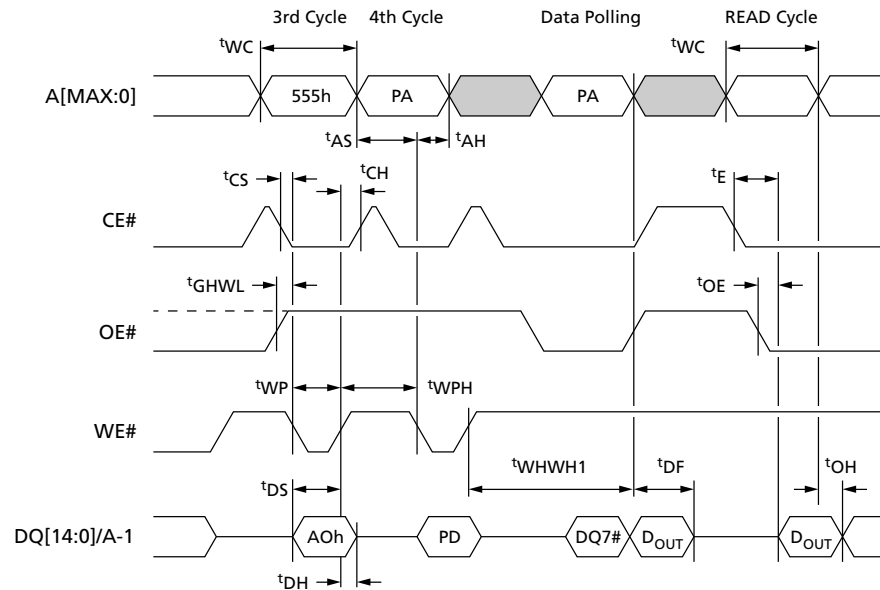 3rd Cycle 4th Cycle Data Polling READ Cycle
tWC tWC
A[MAX:0] 555h PA PA
tAS tAH
tCS tCH tE
CE#
tGHWL tOE
OE#
tWP tWPH
WE#
tWHWH1 tDF tOH
tDS
DQ[14:0]/A-1 AOh PD DQ7# DOUT DOUT
tDH